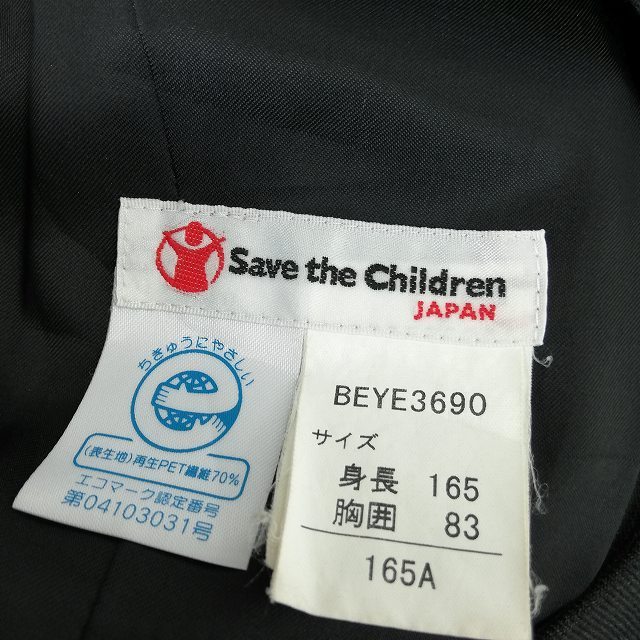 Save the Children
JAPAN
ちきゅうにやさしい
(表生地)再生PET繊維70%
エコマーク認定番号
第04103031号
BEYE3690
サイズ
身長 165
胸囲 83
165A